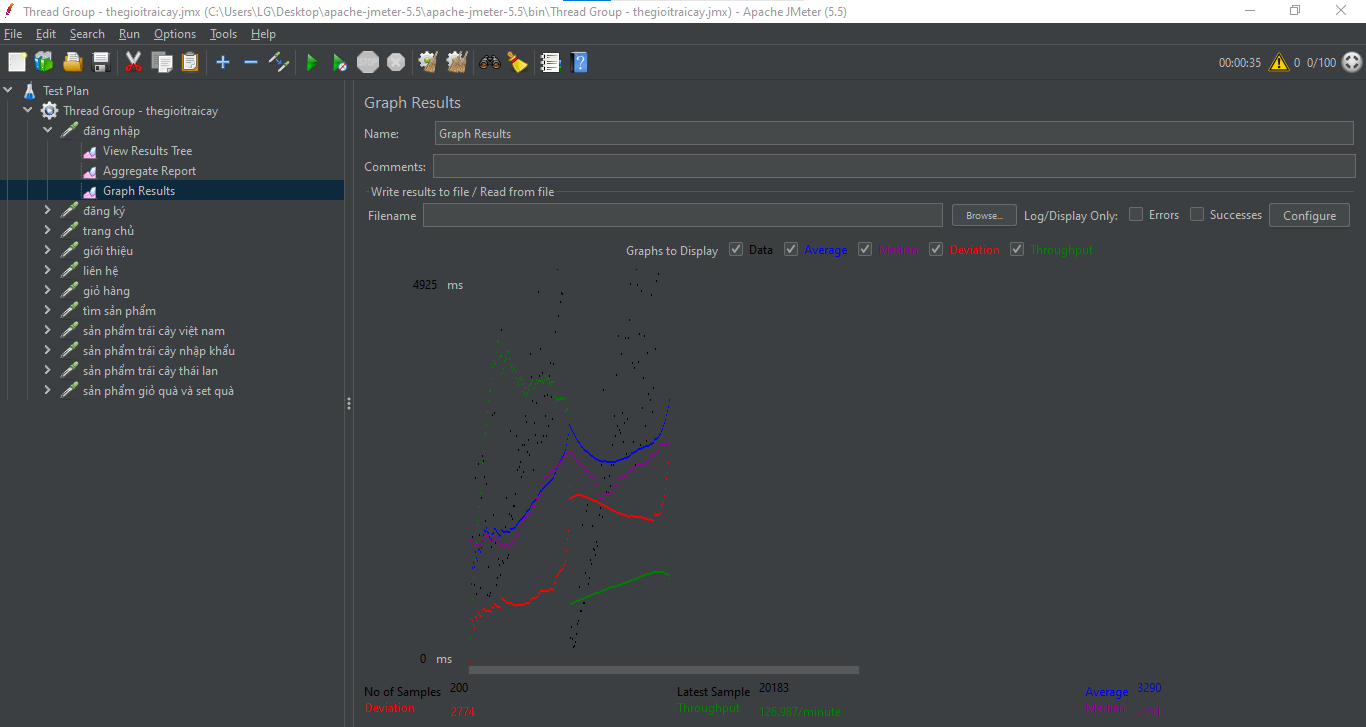 Thread Group - thegioitraicay.jmx (C:\Users\LG\Desktop\apache-jmeter-5.5\apache-jmeter-5.5\bin\Thread Group - thegioitraicay.jmx) - Apache JMeter (5.5)
File Edit Search Run Options Tools Help
STOP 00:00:35 0 0/100
Test Plan
Thread Group - thegioitraicay
đăng nhập
View Results Tree
Aggregate Report
Graph Results
đăng ký
trang chủ
giới thiệu
liên hệ
giỏ hàng
tìm sản phẩm
sản phẩm trái cây việt nam
sản phẩm trái cây nhập khẩu
sản phẩm trái cây thái lan
sản phẩm giỏ quà và set quà
Graph Results
Name: Graph Results
Comments:
Write results to file / Read from file
Filename Browse... Log/Display Only: Errors Successes Configure
Graphs to Display Data Average Median Deviation Throughput
4925 ms
0 ms
No of Samples 200 Latest Sample 20183 Average 3290
Deviation 2774 Throughput /minute Median